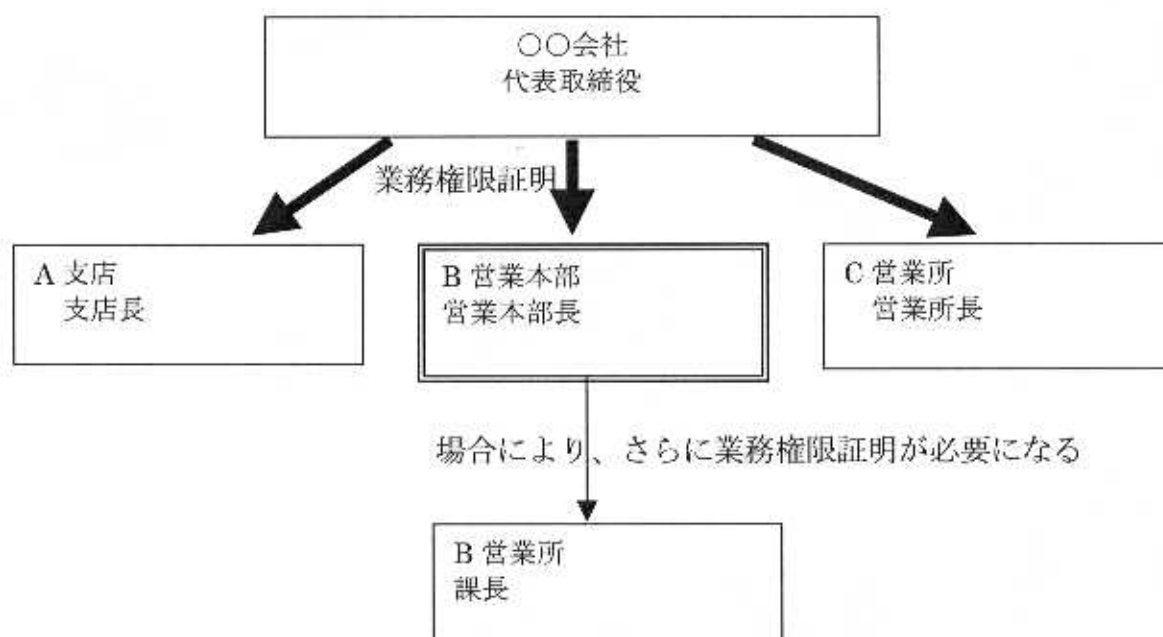 ○○会社
代表取締役
業務権限証明
A 支店
支店長
B 営業本部
営業本部長
C 営業所
営業所長
場合により、さらに業務権限証明が必要になる
B 営業所
課長